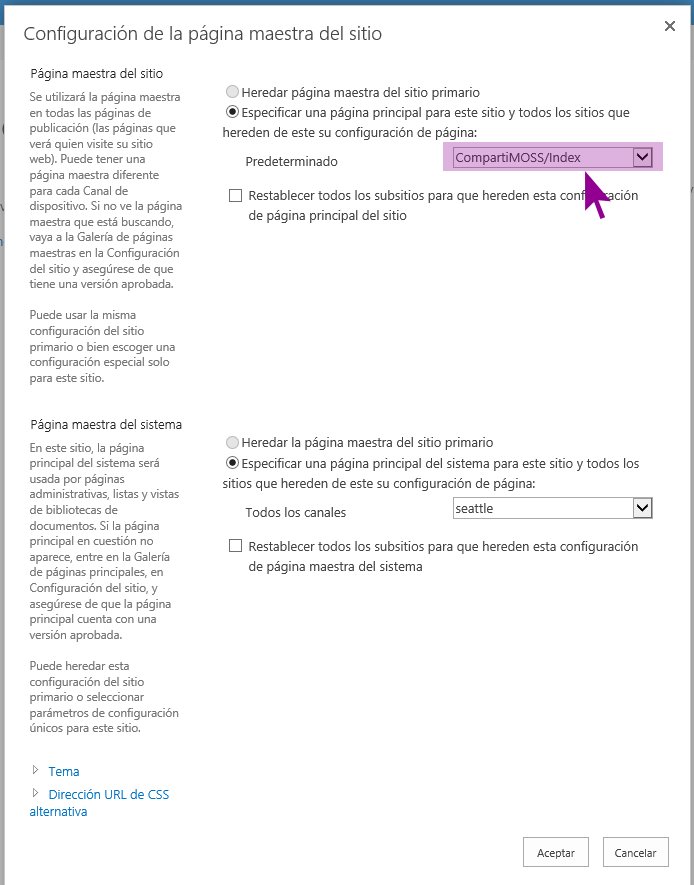 Configuración de la página maestra del sitio
Página maestra del sitio
Se utilizará la página maestra
en todas las páginas de
publicación (las páginas que
verá quien visite su sitio
web). Puede tener una
página maestra diferente
para cada Canal de
dispositivo. Si no ve la página
maestra que está buscando,
vaya a la Galería de páginas
maestras en la Configuración
del sitio y asegúrese de que
tiene una versión aprobada.
Puede usar la misma
configuración del sitio
primario o bien escoger una
configuración especial solo
para este sitio.
Heredar página maestra del sitio primario
Especificar una página principal para este sitio y todos los sitios que
hereden de este su configuración de página:
Predeterminado
CompartiMOSS/Index
Restablecer todos los subsitios para que hereden esta configuración
de página principal del sitio
Página maestra del sistema
En este sitio, la página
principal del sistema será
usada por páginas
administrativas, listas y vistas
de bibliotecas de
documentos. Si la página
principal en cuestión no
aparece, entre en la Galería
de páginas principales, en
Configuración del sitio, y
asegúrese de que la página
principal cuenta con una
versión aprobada.
Puede heredar esta
configuración del sitio
primario o seleccionar
parámetros de configuración
únicos para este sitio.
Heredar la página maestra del sitio primario
Especificar una página principal del sistema para este sitio y todos los
sitios que hereden de este su configuración de página:
Todos los canales
seattle
Restablecer todos los subsitios para que hereden esta configuración
de página maestra del sistema
Tema
Dirección URL de CSS
alternativa
Aceptar
Cancelar